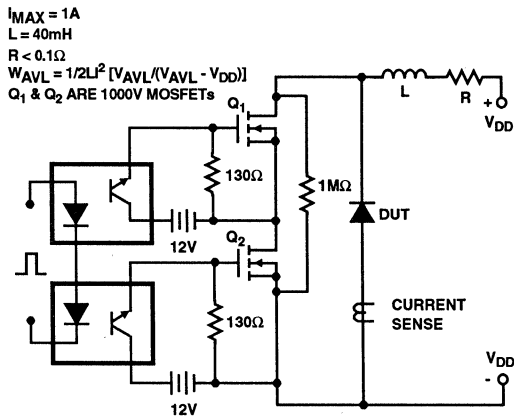 IMAX = 1A
L = 40mH
R < 0.1Ω
WAVL = 1/2LI² [VAVL/(VAVL - VDD)]
Q1 & Q2 ARE 1000V MOSFETs
Q1
L
R
+
VDD
130Ω
1MΩ
DUT
12V
Q2
130Ω
CURRENT
SENSE
VDD
-
12V